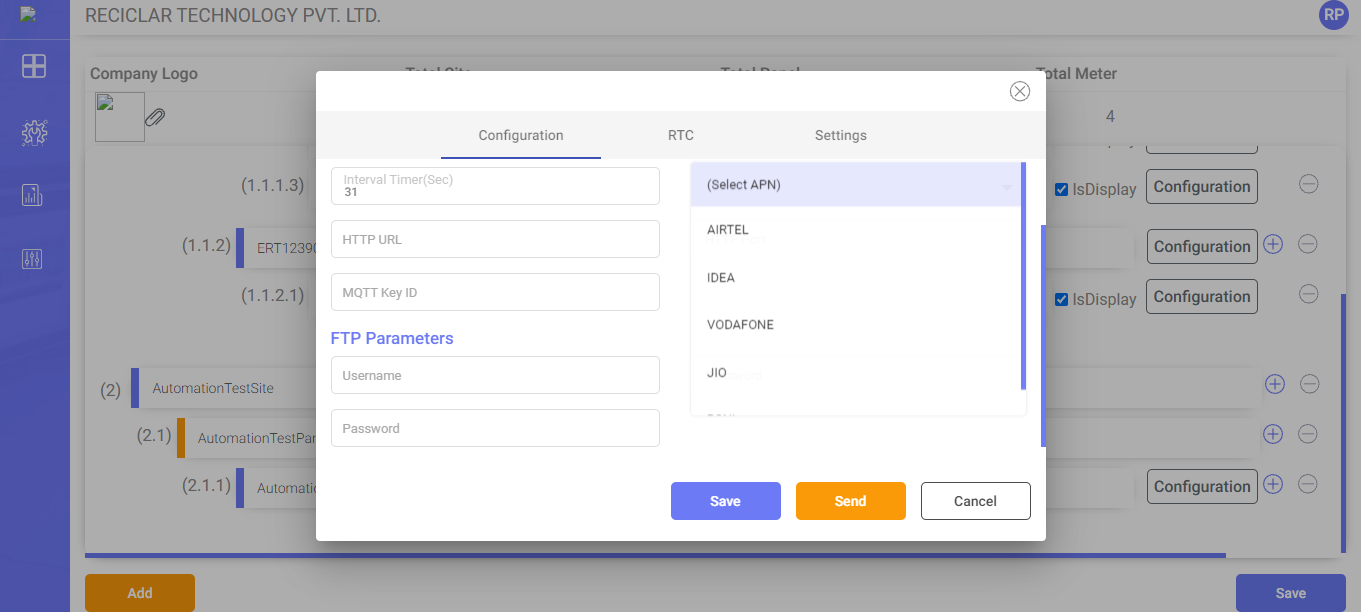 RECICLAR TECHNOLOGY PVT. LTD.
RP
Company Logo
Total Meter
4
(1.1.1.3)
IsDisplay
Configuration
(1.1.2)
ERT12390
Configuration
(1.1.2.1)
IsDisplay
Configuration
(2)
AutomationTestSite
(2.1)
AutomationTestPar
(2.1.1)
Automati
Configuration
Add
Save
Configuration
RTC
Settings
Interval Timer(Sec)
31
HTTP URL
MQTT Key ID
FTP Parameters
Username
Password
(Select APN)
AIRTEL
IDEA
VODAFONE
JIO
Save
Send
Cancel